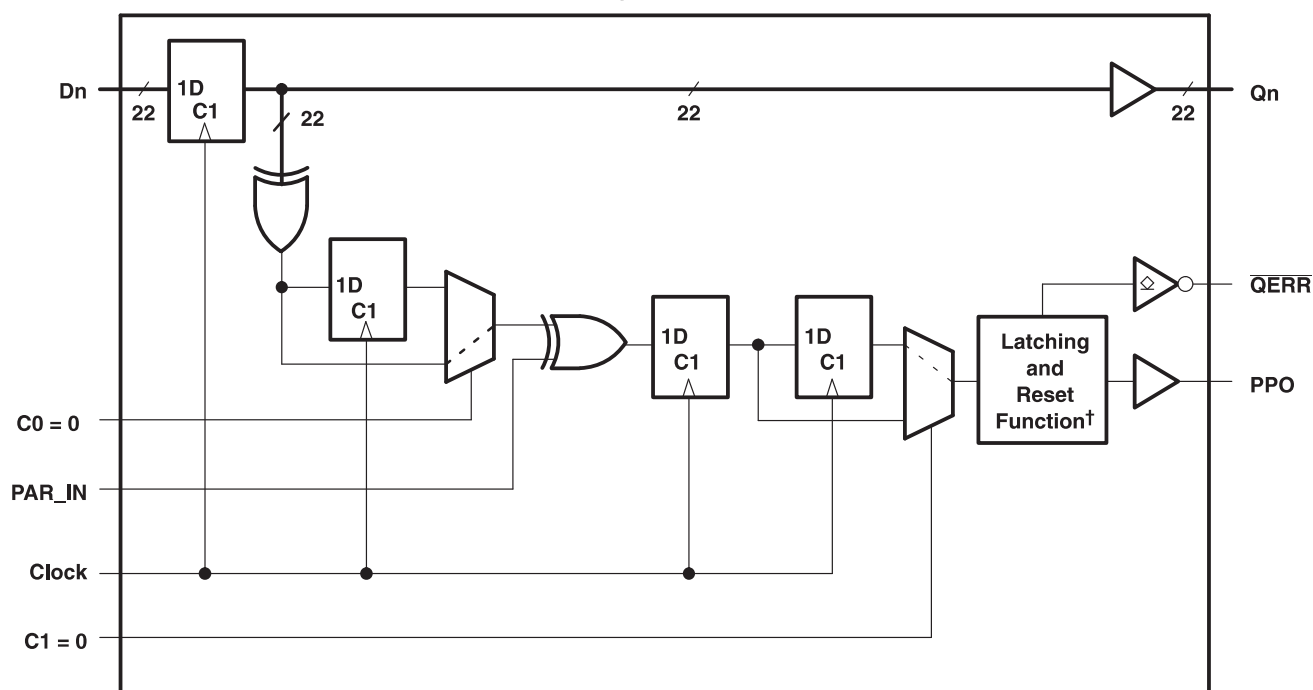 Dn
22
1D
C1
22
22
22
Qn
1D
C1
1D
C1
1D
C1
Latching
and
Reset
Function†
QERR
PPO
C0 = 0
PAR_IN
Clock
C1 = 0